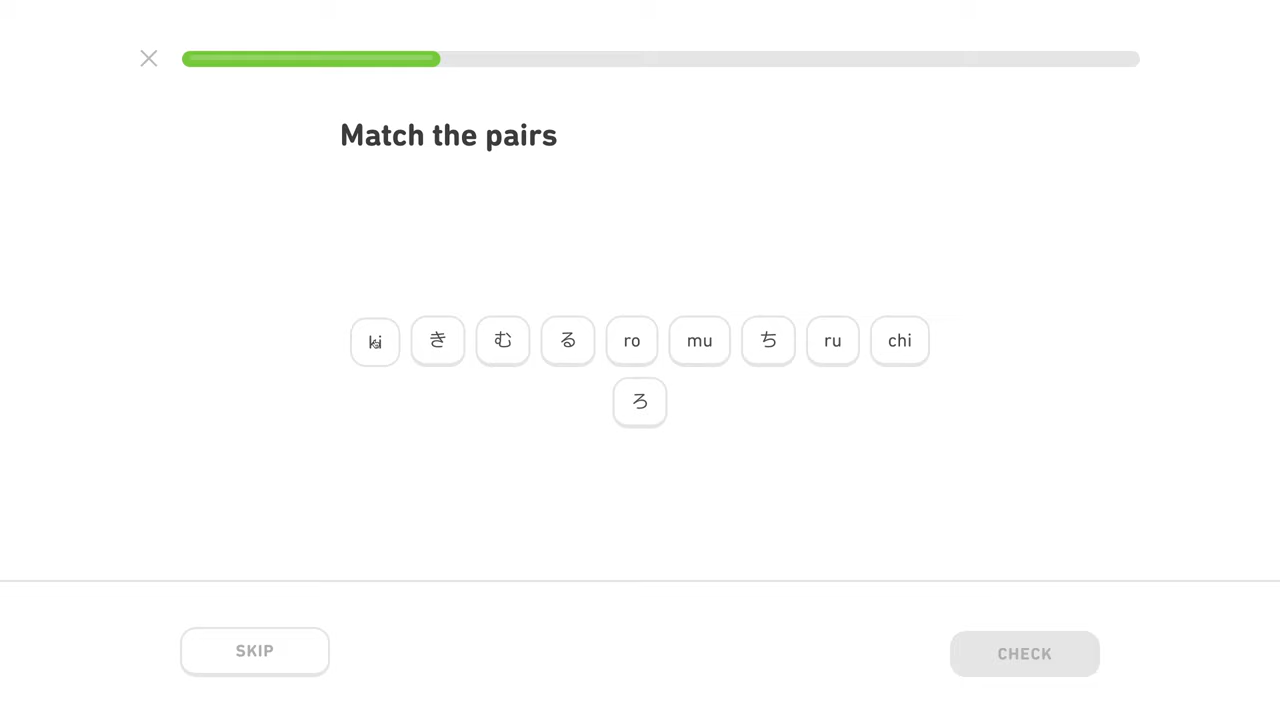 Match the pairs
ki き む る ro mu ち ru chi
ろ
SKIP CHECK